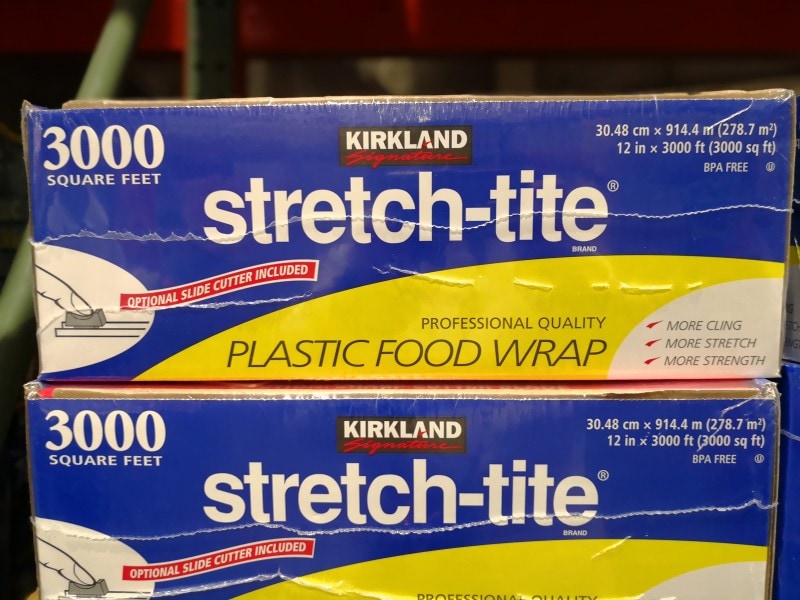 3000
SQUARE FEET
KIRKLAND
Signature
30.48 cm × 914.4 m (278.7 m²)
12 in × 3000 ft (3000 sq ft)
BPA FREE Ⓤ
stretch-tite®
BRAND
OPTIONAL SLIDE CUTTER INCLUDED
PROFESSIONAL QUALITY
PLASTIC FOOD WRAP
MORE CLING
MORE STRETCH
MORE STRENGTH
3000
SQUARE FEET
KIRKLAND
Signature
30.48 cm × 914.4 m (278.7 m²)
12 in × 3000 ft (3000 sq ft)
BPA FREE Ⓤ
stretch-tite®
BRAND
OPTIONAL SLIDE CUTTER INCLUDED
PROFESSIONAL QUALITY